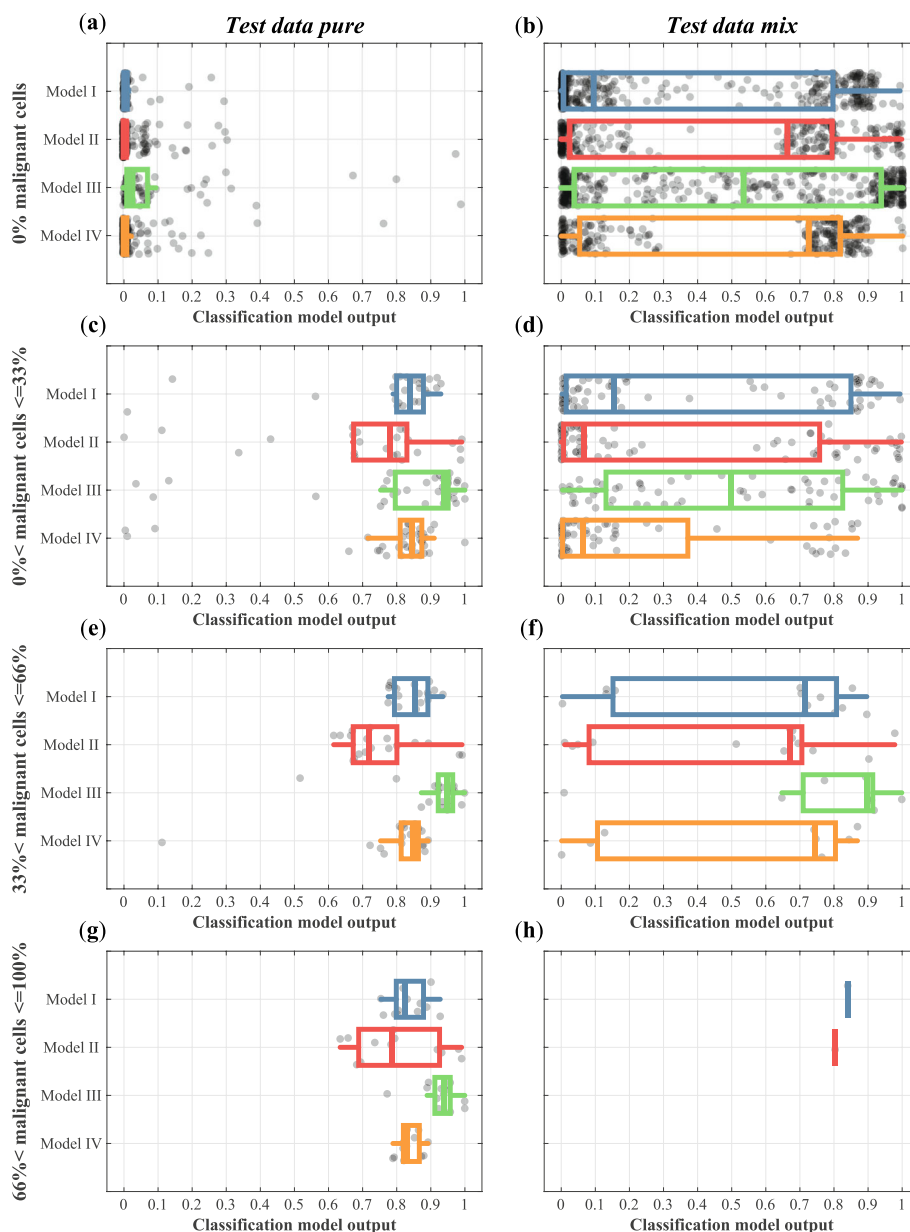 (a) Test data pure
(b) Test data mix
0% malignant cells
Model I
Model II
Model III
Model IV
0 0.1 0.2 0.3 0.4 0.5 0.6 0.7 0.8 0.9 1
Classification model output
0 0.1 0.2 0.3 0.4 0.5 0.6 0.7 0.8 0.9 1
Classification model output
(c)
(d)
0%< malignant cells <=33%
Model I
Model II
Model III
Model IV
0 0.1 0.2 0.3 0.4 0.5 0.6 0.7 0.8 0.9 1
Classification model output
0 0.1 0.2 0.3 0.4 0.5 0.6 0.7 0.8 0.9 1
Classification model output
(e)
(f)
33%< malignant cells <=66%
Model I
Model II
Model III
Model IV
0 0.1 0.2 0.3 0.4 0.5 0.6 0.7 0.8 0.9 1
Classification model output
0 0.1 0.2 0.3 0.4 0.5 0.6 0.7 0.8 0.9 1
Classification model output
(g)
(h)
66%< malignant cells <=100%
Model I
Model II
Model III
Model IV
0 0.1 0.2 0.3 0.4 0.5 0.6 0.7 0.8 0.9 1
Classification model output
0 0.1 0.2 0.3 0.4 0.5 0.6 0.7 0.8 0.9 1
Classification model output